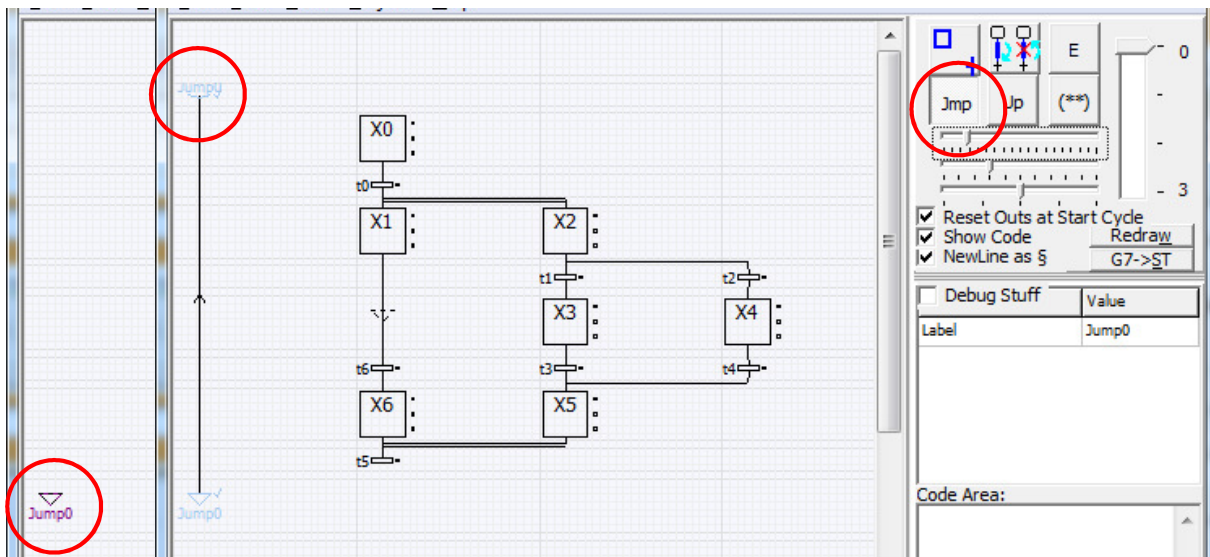 JumpU
X0
t0
X1
X2
t1
t2
X3
X4
t6
t3
t4
X6
X5
t5
Jump0
Jump0
E
0
Jmp
Jp
(**)
3
Reset Outs at Start Cycle
Show Code
Redraw
NewLine as §
G7->ST
Debug Stuff
Value
Label
Jump0
Code Area: